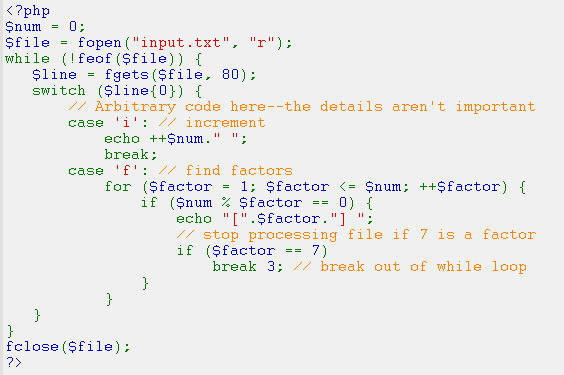 <?php
$num = 0;
$file = fopen("input.txt", "r");
while (!feof($file)) {
   $line = fgets($file, 80);
   switch ($line{0}) {
       // Arbitrary code here--the details aren't important
       case 'i': // increment
           echo ++$num." ";
           break;
       case 'f': // find factors
           for ($factor = 1; $factor <= $num; ++$factor) {
               if ($num % $factor == 0) {
                   echo "[".$factor."] ";
                   // stop processing file if 7 is a factor
                   if ($factor == 7)
                       break 3; // break out of while loop
               }
           }
   }
}
fclose($file);
?>